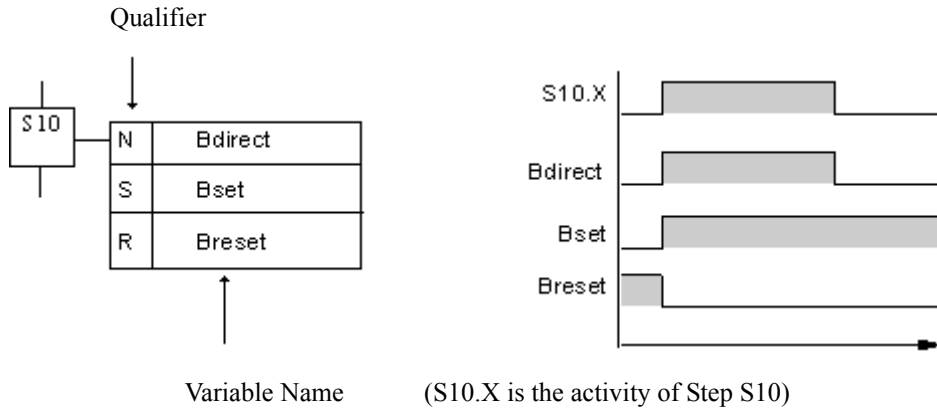 Qualifier
S10
N Bdirect
S Bset
R Breset
S10.X
Bdirect
Bset
Breset
Variable Name (S10.X is the activity of Step S10)